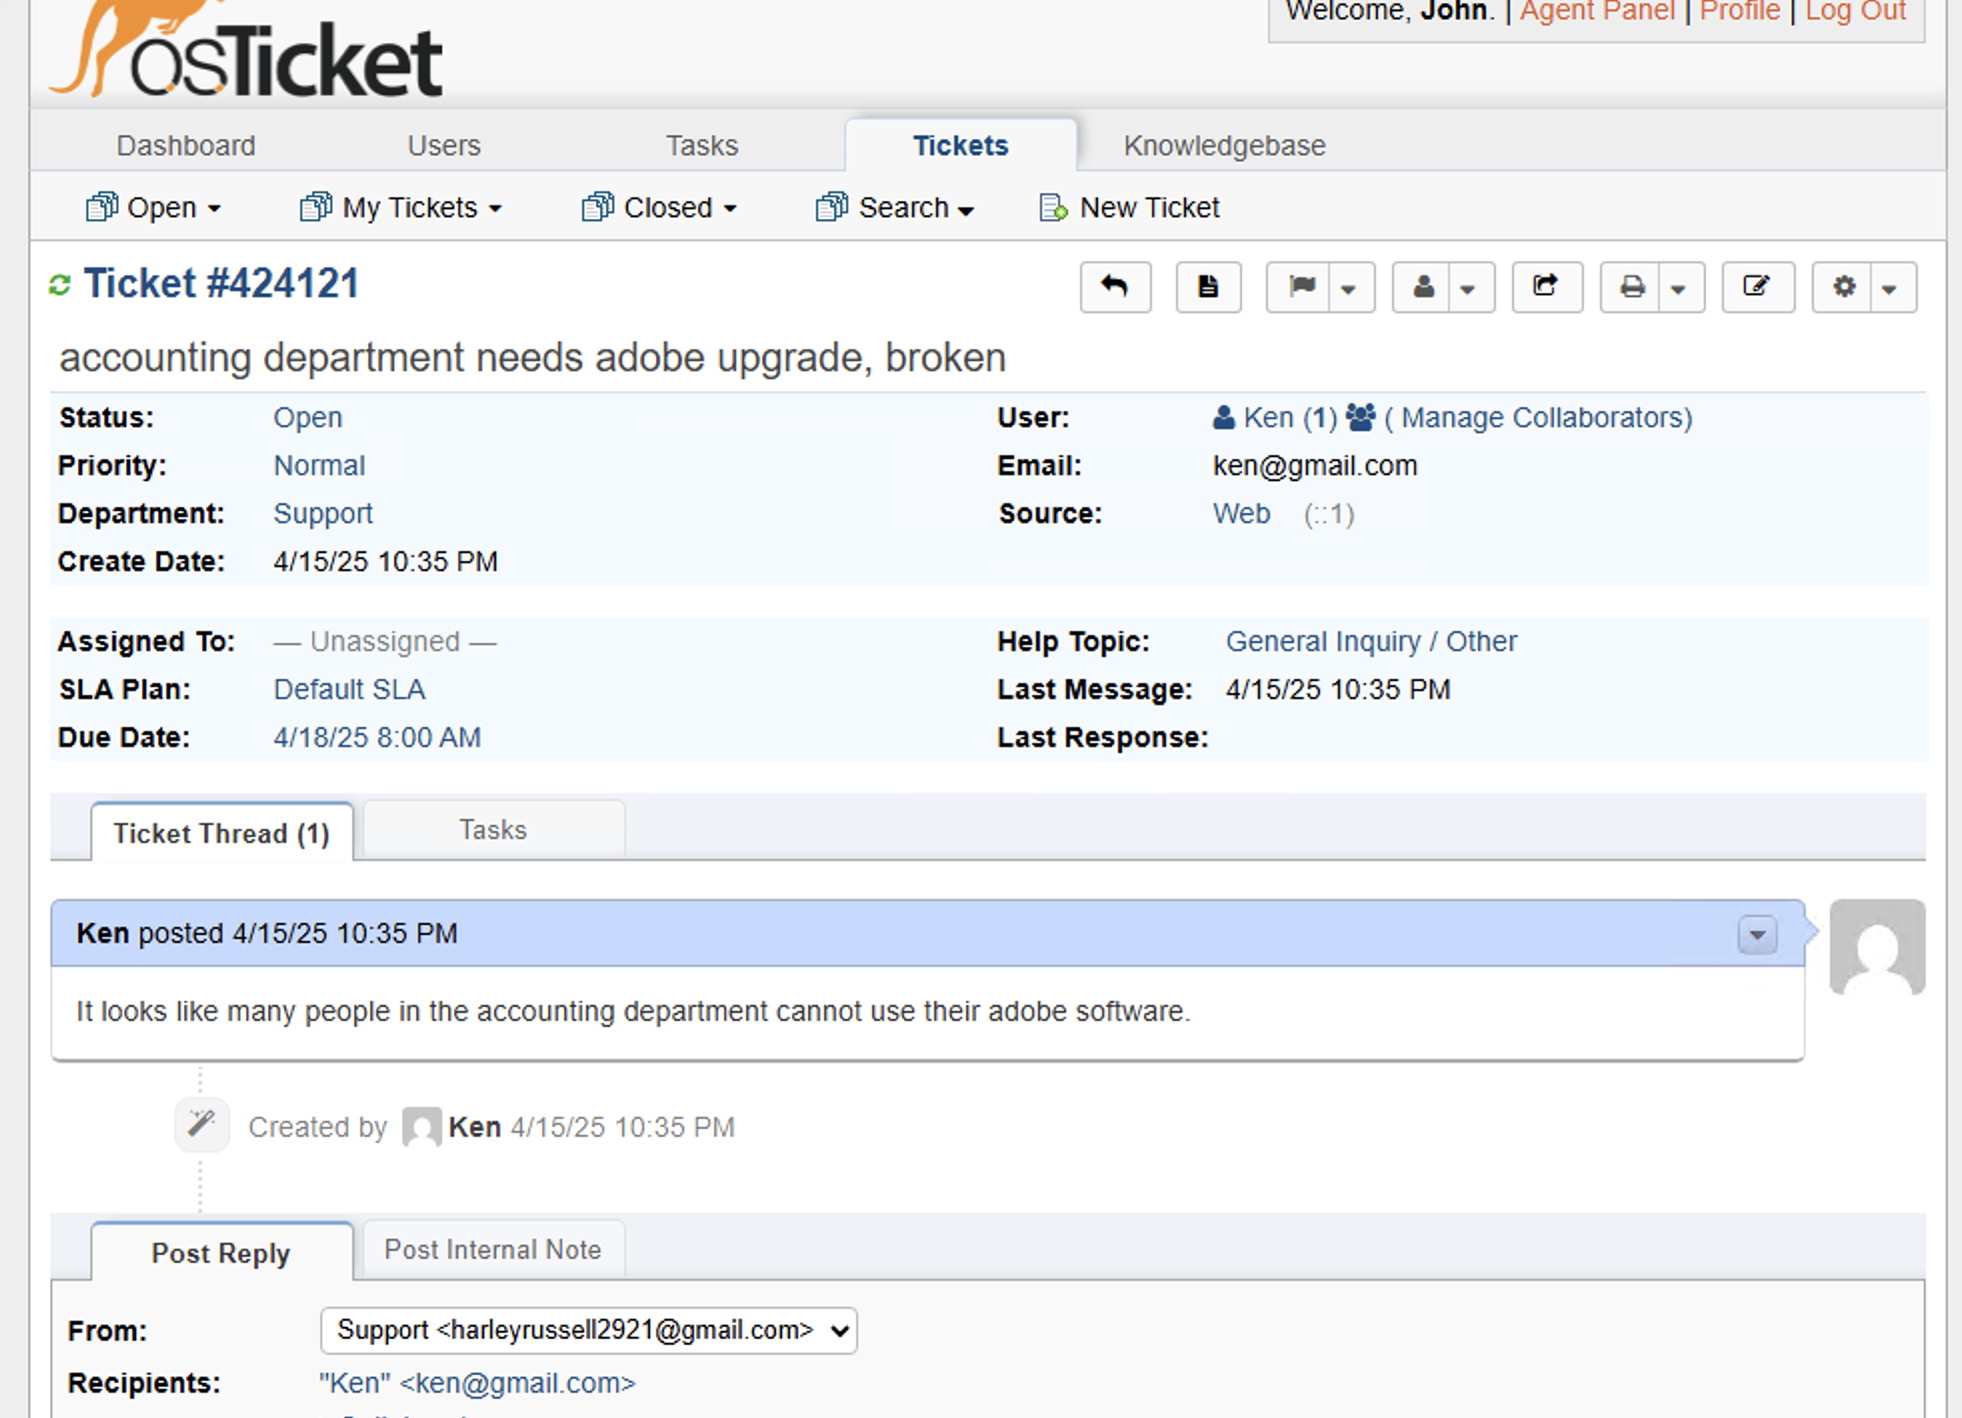 Welcome, John. | Agent Panel | Profile | Log Out
osTicket
Dashboard Users Tasks Tickets Knowledgebase
Open My Tickets Closed Search New Ticket
Ticket #424121
accounting department needs adobe upgrade, broken
Status: Open User: Ken (1) ( Manage Collaborators)
Priority: Normal Email: ken@gmail.com
Department: Support Source: Web (::1)
Create Date: 4/15/25 10:35 PM
Assigned To: — Unassigned — Help Topic: General Inquiry / Other
SLA Plan: Default SLA Last Message: 4/15/25 10:35 PM
Due Date: 4/18/25 8:00 AM Last Response:
Ticket Thread (1) Tasks
Ken posted 4/15/25 10:35 PM
It looks like many people in the accounting department cannot use their adobe software.
Created by Ken 4/15/25 10:35 PM
Post Reply Post Internal Note
From: Support <harleyrussell2921@gmail.com>
Recipients: "Ken" <ken@gmail.com>